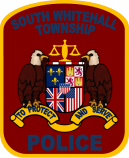 SOUTH WHITEHALL
TOWNSHIP
TO PROTECT AND SERVE
POLICE